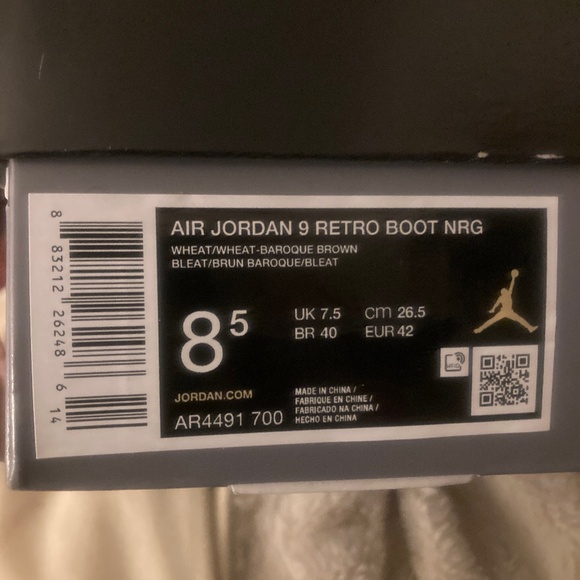 AIR JORDAN 9 RETRO BOOT NRG
WHEAT/WHEAT-BAROQUE BROWN
BLEAT/BRUN BAROQUE/BLEAT
8 5
UK 7.5 cm 26.5
BR 40 EUR 42
JORDAN.COM
AR4491 700
MADE IN CHINA /
FABRIQUE EN CHINE /
FABRICADO NA CHINA /
HECHO EN CHINA
8 83212 26248 6 14